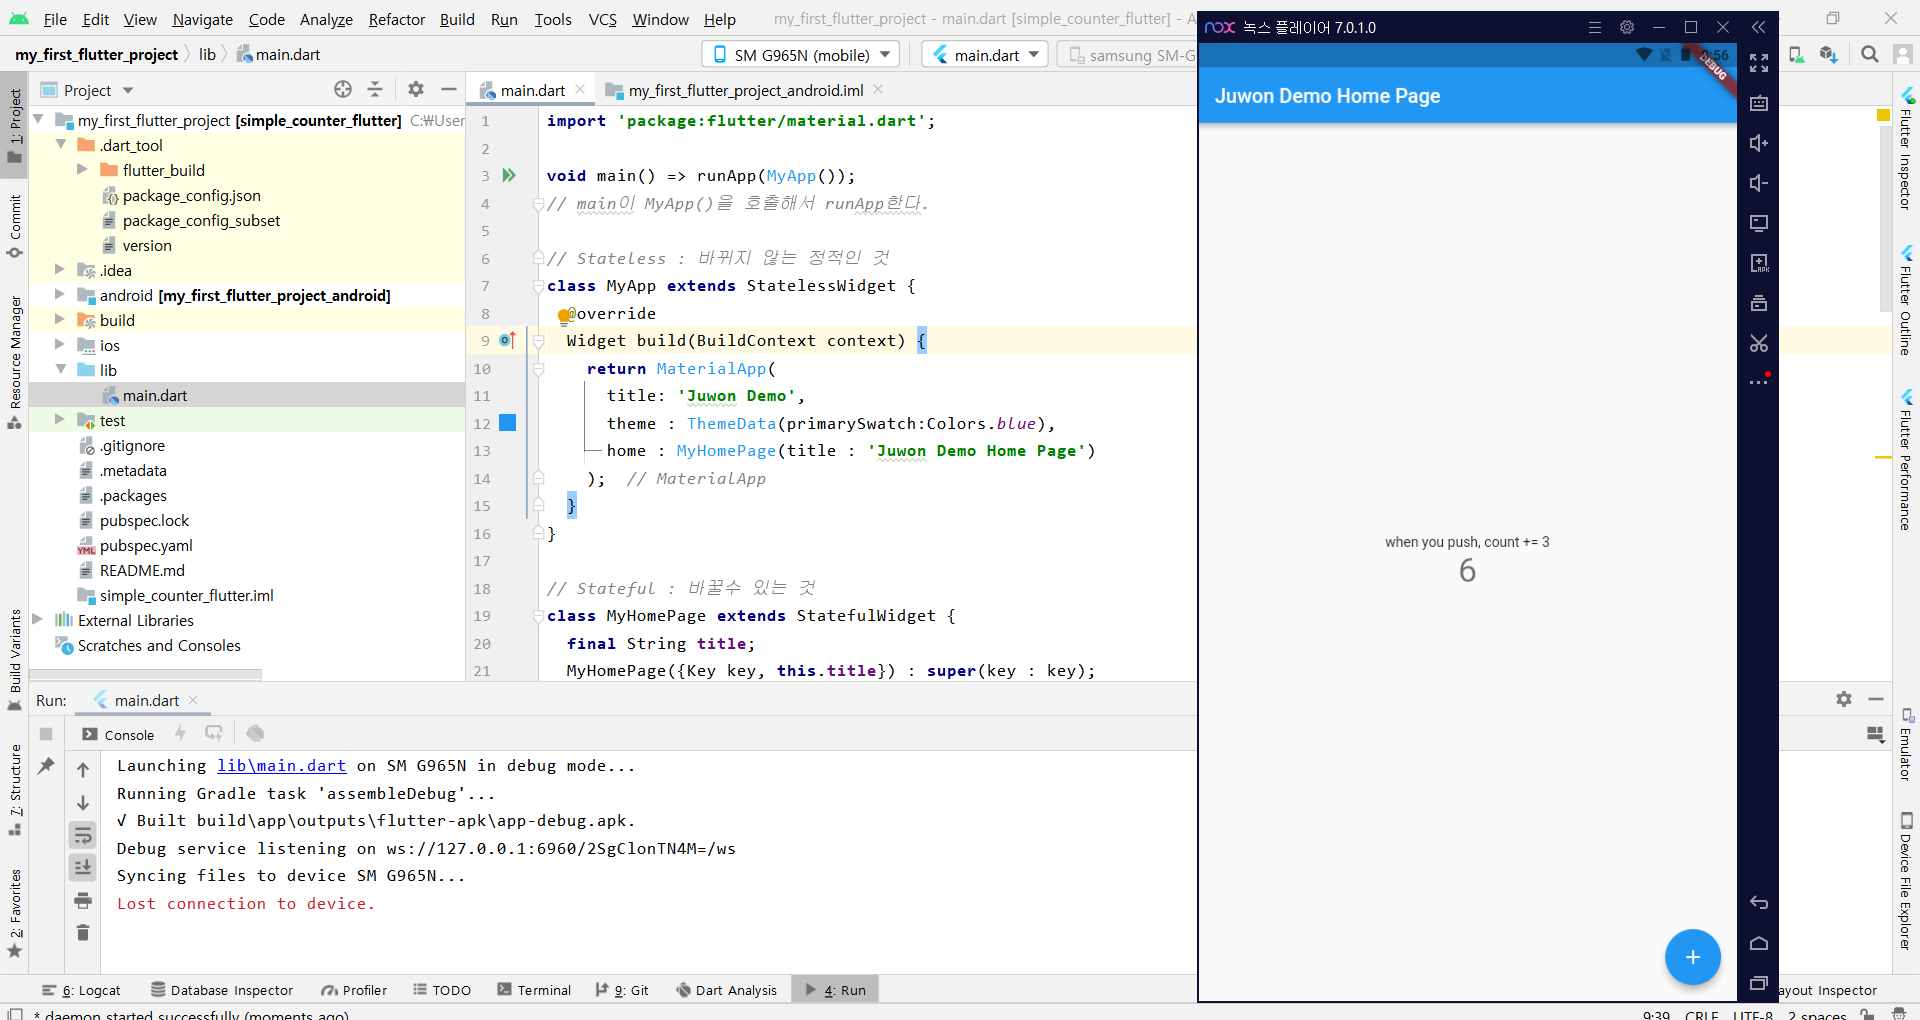 File Edit View Navigate Code Analyze Refactor Build Run Tools VCS Window Help my_first_flutter_project - main.dart [simple_counter_flutter] - A
my_first_flutter_project lib main.dart SM G965N (mobile) main.dart samsung SM-G
Project
main.dart my_first_flutter_project_android.iml
my_first_flutter_project [simple_counter_flutter] C:₩User
.dart_tool
flutter_build
package_config.json
package_config_subset
version
.idea
android [my_first_flutter_project_android]
build
ios
lib
main.dart
test
.gitignore
.metadata
.packages
pubspec.lock
pubspec.yaml
README.md
simple_counter_flutter.iml
External Libraries
Scratches and Consoles
1 import 'package:flutter/material.dart';
2
3 void main() => runApp(MyApp());
4 // main이 MyApp()을 호출해서 runApp한다.
5
6 // Stateless : 바뀌지 않는 정적인 것
7 class MyApp extends StatelessWidget {
8 @override
9 Widget build(BuildContext context) {
10 return MaterialApp(
11 title: 'Juwon Demo',
12 theme : ThemeData(primarySwatch:Colors.blue),
13 home : MyHomePage(title : 'Juwon Demo Home Page')
14 ); // MaterialApp
15 }
16 }
17
18 // Stateful : 바꿀수 있는 것
19 class MyHomePage extends StatefulWidget {
20 final String title;
21 MyHomePage({Key key, this.title}) : super(key : key);
1: Project
Commit
Resource Manager
Build Variants
7: Structure
2: Favorites
Run: main.dart
Console
Launching lib\main.dart on SM G965N in debug mode...
Running Gradle task 'assembleDebug'...
√ Built build\app\outputs\flutter-apk\app-debug.apk.
Debug service listening on ws://127.0.0.1:6960/2SgClonTN4M=/ws
Syncing files to device SM G965N...
Lost connection to device.
nox 녹스 플레이어 7.0.1.0
:56
DEBUG
Juwon Demo Home Page
when you push, count += 3
6
+
APK
Flutter Inspector
Flutter Outline
Flutter Performance
Emulator
Device File Explorer
6: Logcat Database Inspector Profiler TODO Terminal 9: Git Dart Analysis 4: Run ayout Inspector
* daemon started successfully (moments ago) 9:39 CRLF UTF-8 2 spaces